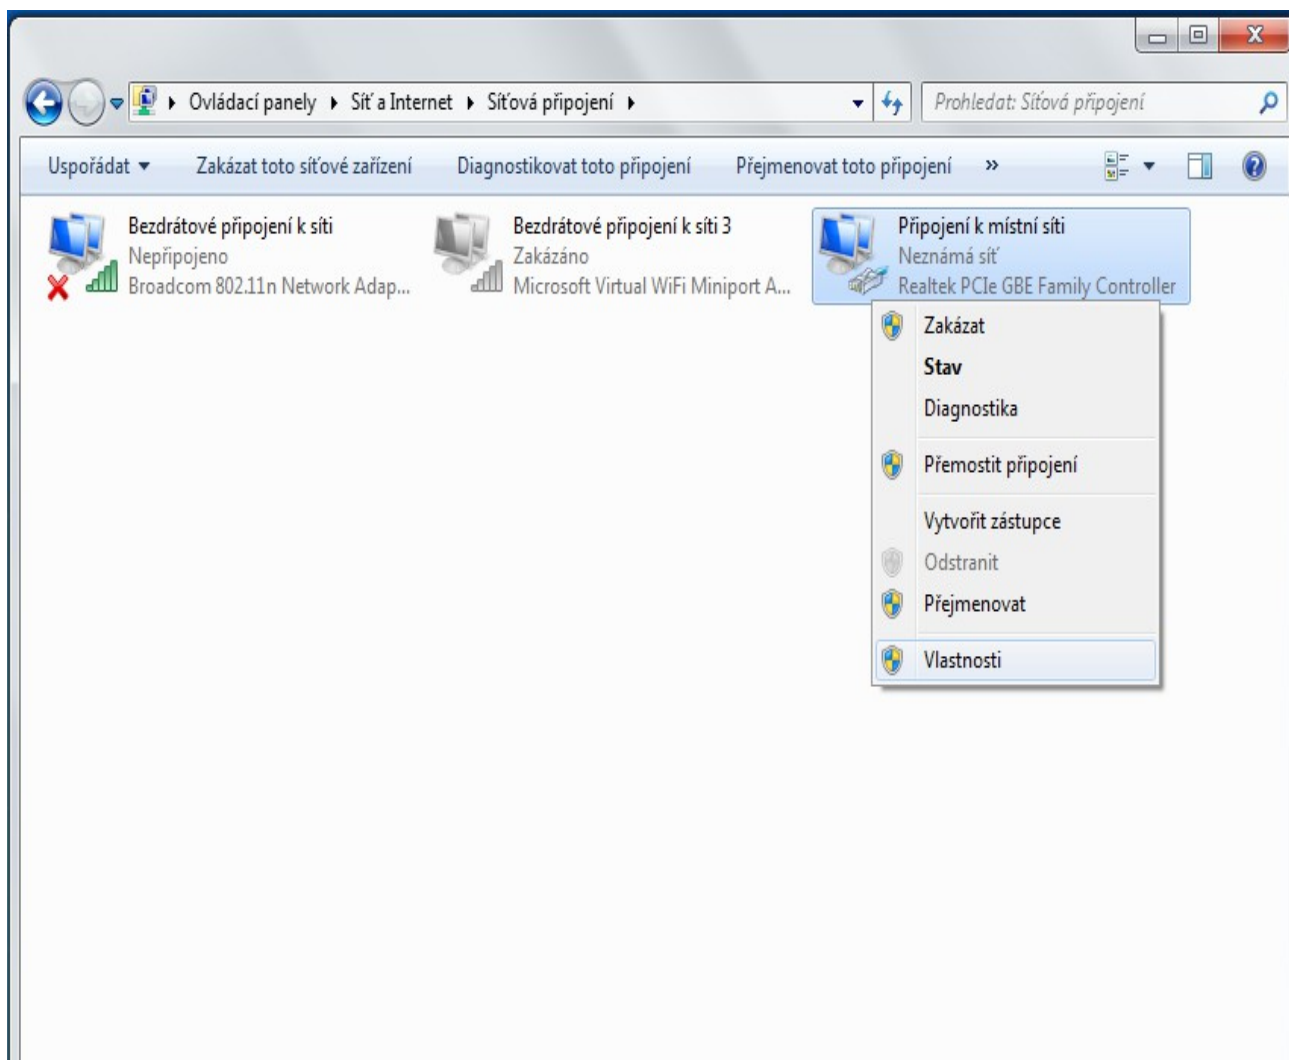 Ovládací panely ▸ Síť a Internet ▸ Síťová připojení ▸
Prohledat: Síťová připojení
Uspořádat ▾ Zakázat toto síťové zařízení Diagnostikovat toto připojení Přejmenovat toto připojení »
Bezdrátové připojení k síti
Nepřipojeno
Broadcom 802.11n Network Adap...
Bezdrátové připojení k síti 3
Zakázáno
Microsoft Virtual WiFi Miniport A...
Připojení k místní síti
Neznámá síť
Realtek PCIe GBE Family Controller
Zakázat
Stav
Diagnostika
Přemostit připojení
Vytvořit zástupce
Odstranit
Přejmenovat
Vlastnosti